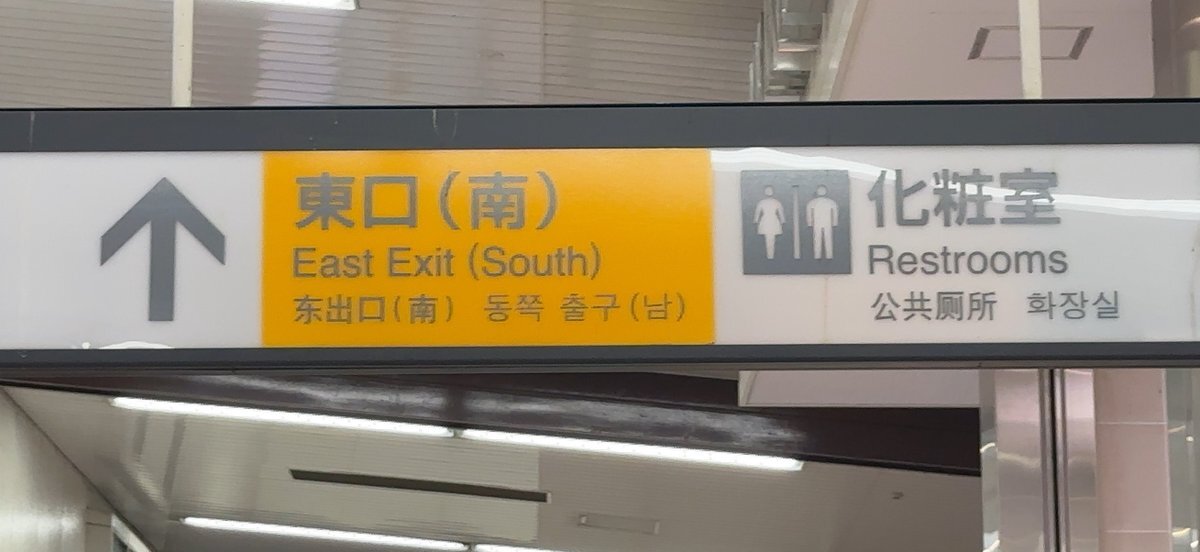 東口(南)
East Exit (South)
东出口(南) 동쪽 출구(남)
化粧室
Restrooms
公共厕所 화장실